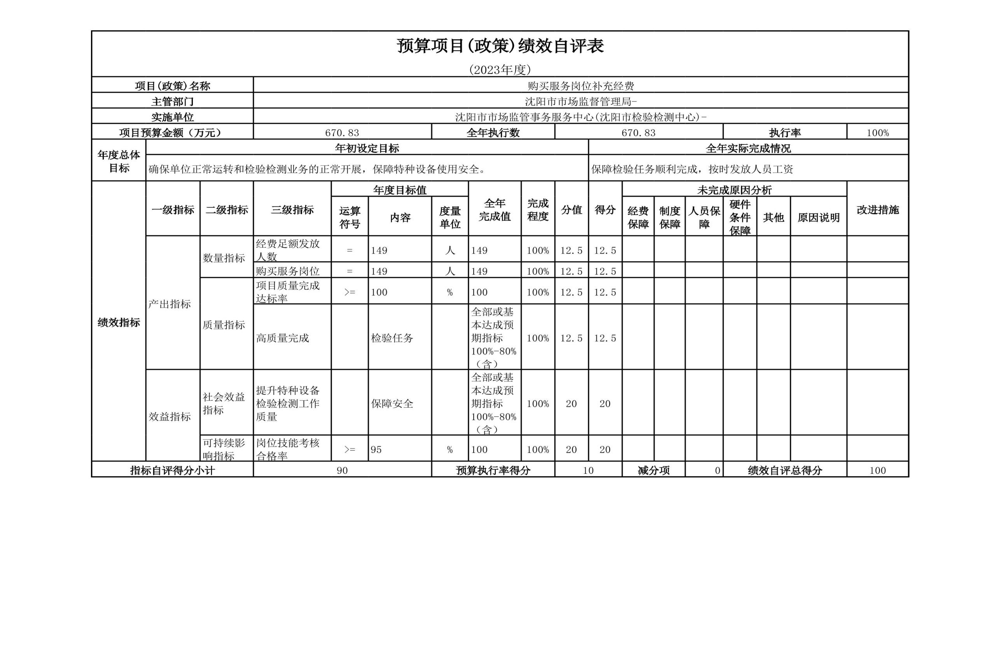 预算项目(政策)绩效自评表
(2023年度)
项目(政策)名称 购买服务岗位补充经费
主管部门 沈阳市市场监督管理局-
实施单位 沈阳市市场监管事务服务中心(沈阳市检验检测中心)-
项目预算金额（万元） 670.83 全年执行数 670.83 执行率 100%
年度总体
目标
年初设定目标 全年实际完成情况
确保单位正常运转和检验检测业务的正常开展，保障特种设备使用安全。 保障检验任务顺利完成，按时发放人员工资
绩效指标
一级指标 二级指标 三级指标
年度目标值
运算
符号
内容
度量
单位
全年
完成值
完成
程度
分值 得分
未完成原因分析
经费
保障
制度
保障
人员保
障
硬件
条件
保障
其他 原因说明
改进措施
产出指标
数量指标
经费足额发放
人数
= 149 人 149 100% 12.5 12.5
购买服务岗位 = 149 人 149 100% 12.5 12.5
质量指标
项目质量完成
达标率
>= 100 % 100 100% 12.5 12.5
高质量完成 检验任务
全部或基
本达成预
期指标
100%-80%
（含）
100% 12.5 12.5
效益指标
社会效益
指标
提升特种设备
检验检测工作
质量
保障安全
全部或基
本达成预
期指标
100%-80%
（含）
100% 20 20
可持续影
响指标
岗位技能考核
合格率
>= 95 % 100 100% 20 20
指标自评得分小计 90 预算执行率得分 10 减分项 0 绩效自评总得分 100